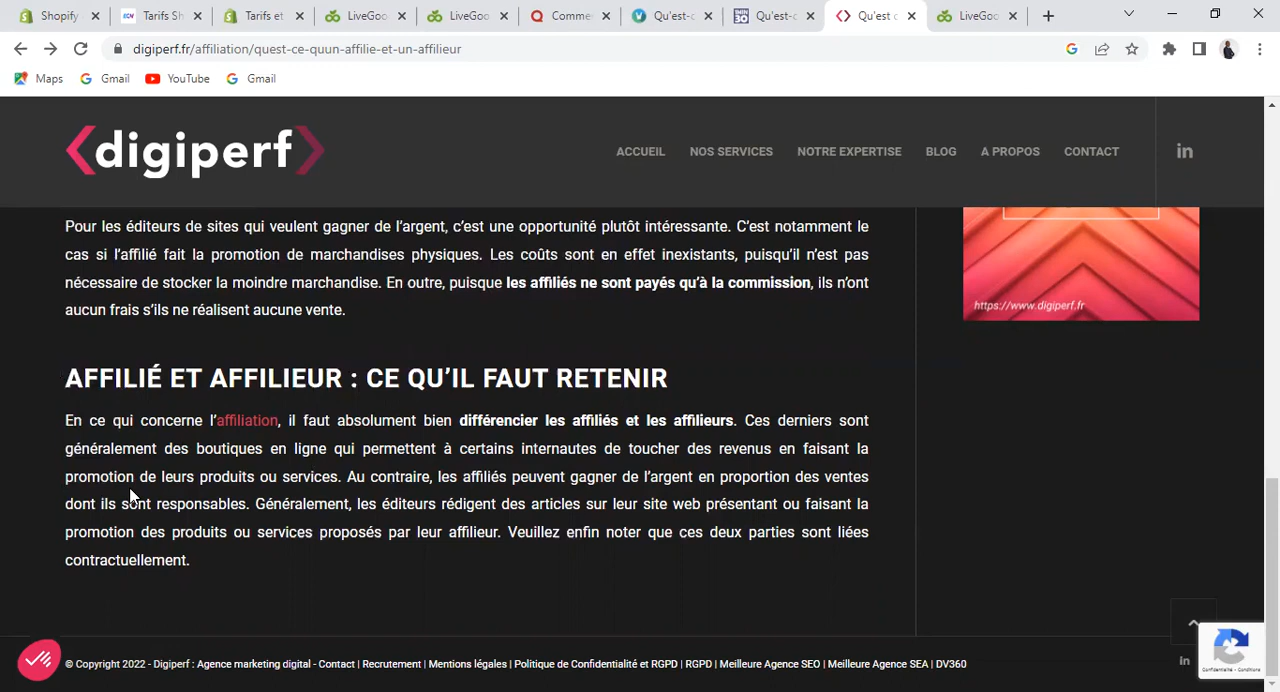 Shopify
Tarifs Sh
Tarifs et
LiveGoo
LiveGoo
Comme
Qu'est-c
Qu'est-c
Qu'est c
LiveGoo
digiperf.fr/affiliation/quest-ce-quun-affilie-et-un-affilieur
Maps
Gmail
YouTube
Gmail
digiperf
ACCUEIL
NOS SERVICES
NOTRE EXPERTISE
BLOG
A PROPOS
CONTACT
in
Pour les éditeurs de sites qui veulent gagner de l'argent, c'est une opportunité plutôt intéressante. C'est notamment le
cas si l'affilié fait la promotion de marchandises physiques. Les coûts sont en effet inexistants, puisqu'il n'est pas
nécessaire de stocker la moindre marchandise. En outre, puisque les affiliés ne sont payés qu'à la commission, ils n'ont
aucun frais s'ils ne réalisent aucune vente.
https://www.digiperf.fr
AFFILIÉ ET AFFILIEUR : CE QU'IL FAUT RETENIR
En ce qui concerne l'affiliation, il faut absolument bien différencier les affiliés et les affilieurs. Ces derniers sont
généralement des boutiques en ligne qui permettent à certains internautes de toucher des revenus en faisant la
promotion de leurs produits ou services. Au contraire, les affiliés peuvent gagner de l'argent en proportion des ventes
dont ils sont responsables. Généralement, les éditeurs rédigent des articles sur leur site web présentant ou faisant la
promotion des produits ou services proposés par leur affilieur. Veuillez enfin noter que ces deux parties sont liées
contractuellement.
© Copyright 2022 - Digiperf : Agence marketing digital - Contact | Recrutement | Mentions légales | Politique de Confidentialité et RGPD | RGPD | Meilleure Agence SEO | Meilleure Agence SEA | DV360
in
Confidentialité - Conditions